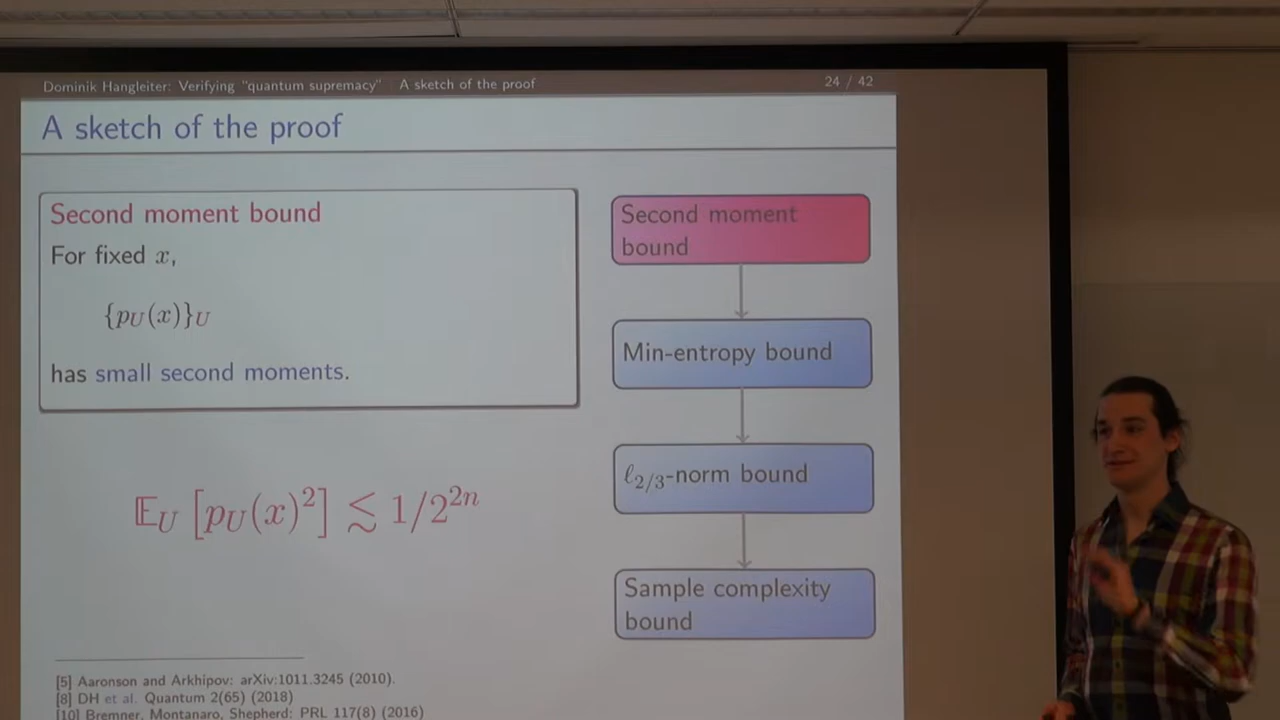 Dominik Hangleiter: Verifying "quantum supremacy" A sketch of the proof 24 / 42
A sketch of the proof
Second moment bound
For fixed x,
{p_U(x)}_U
has small second moments.
𝔼_U [p_U(x)²] ≲ 1/2²ⁿ
Second moment
bound
Min-entropy bound
ℓ_{2/3}-norm bound
Sample complexity
bound
[5] Aaronson and Arkhipov: arXiv:1011.3245 (2010).
[8] DH et al. Quantum 2(65) (2018)
[10] Bremner, Montanaro, Shepherd: PRL 117(8) (2016)